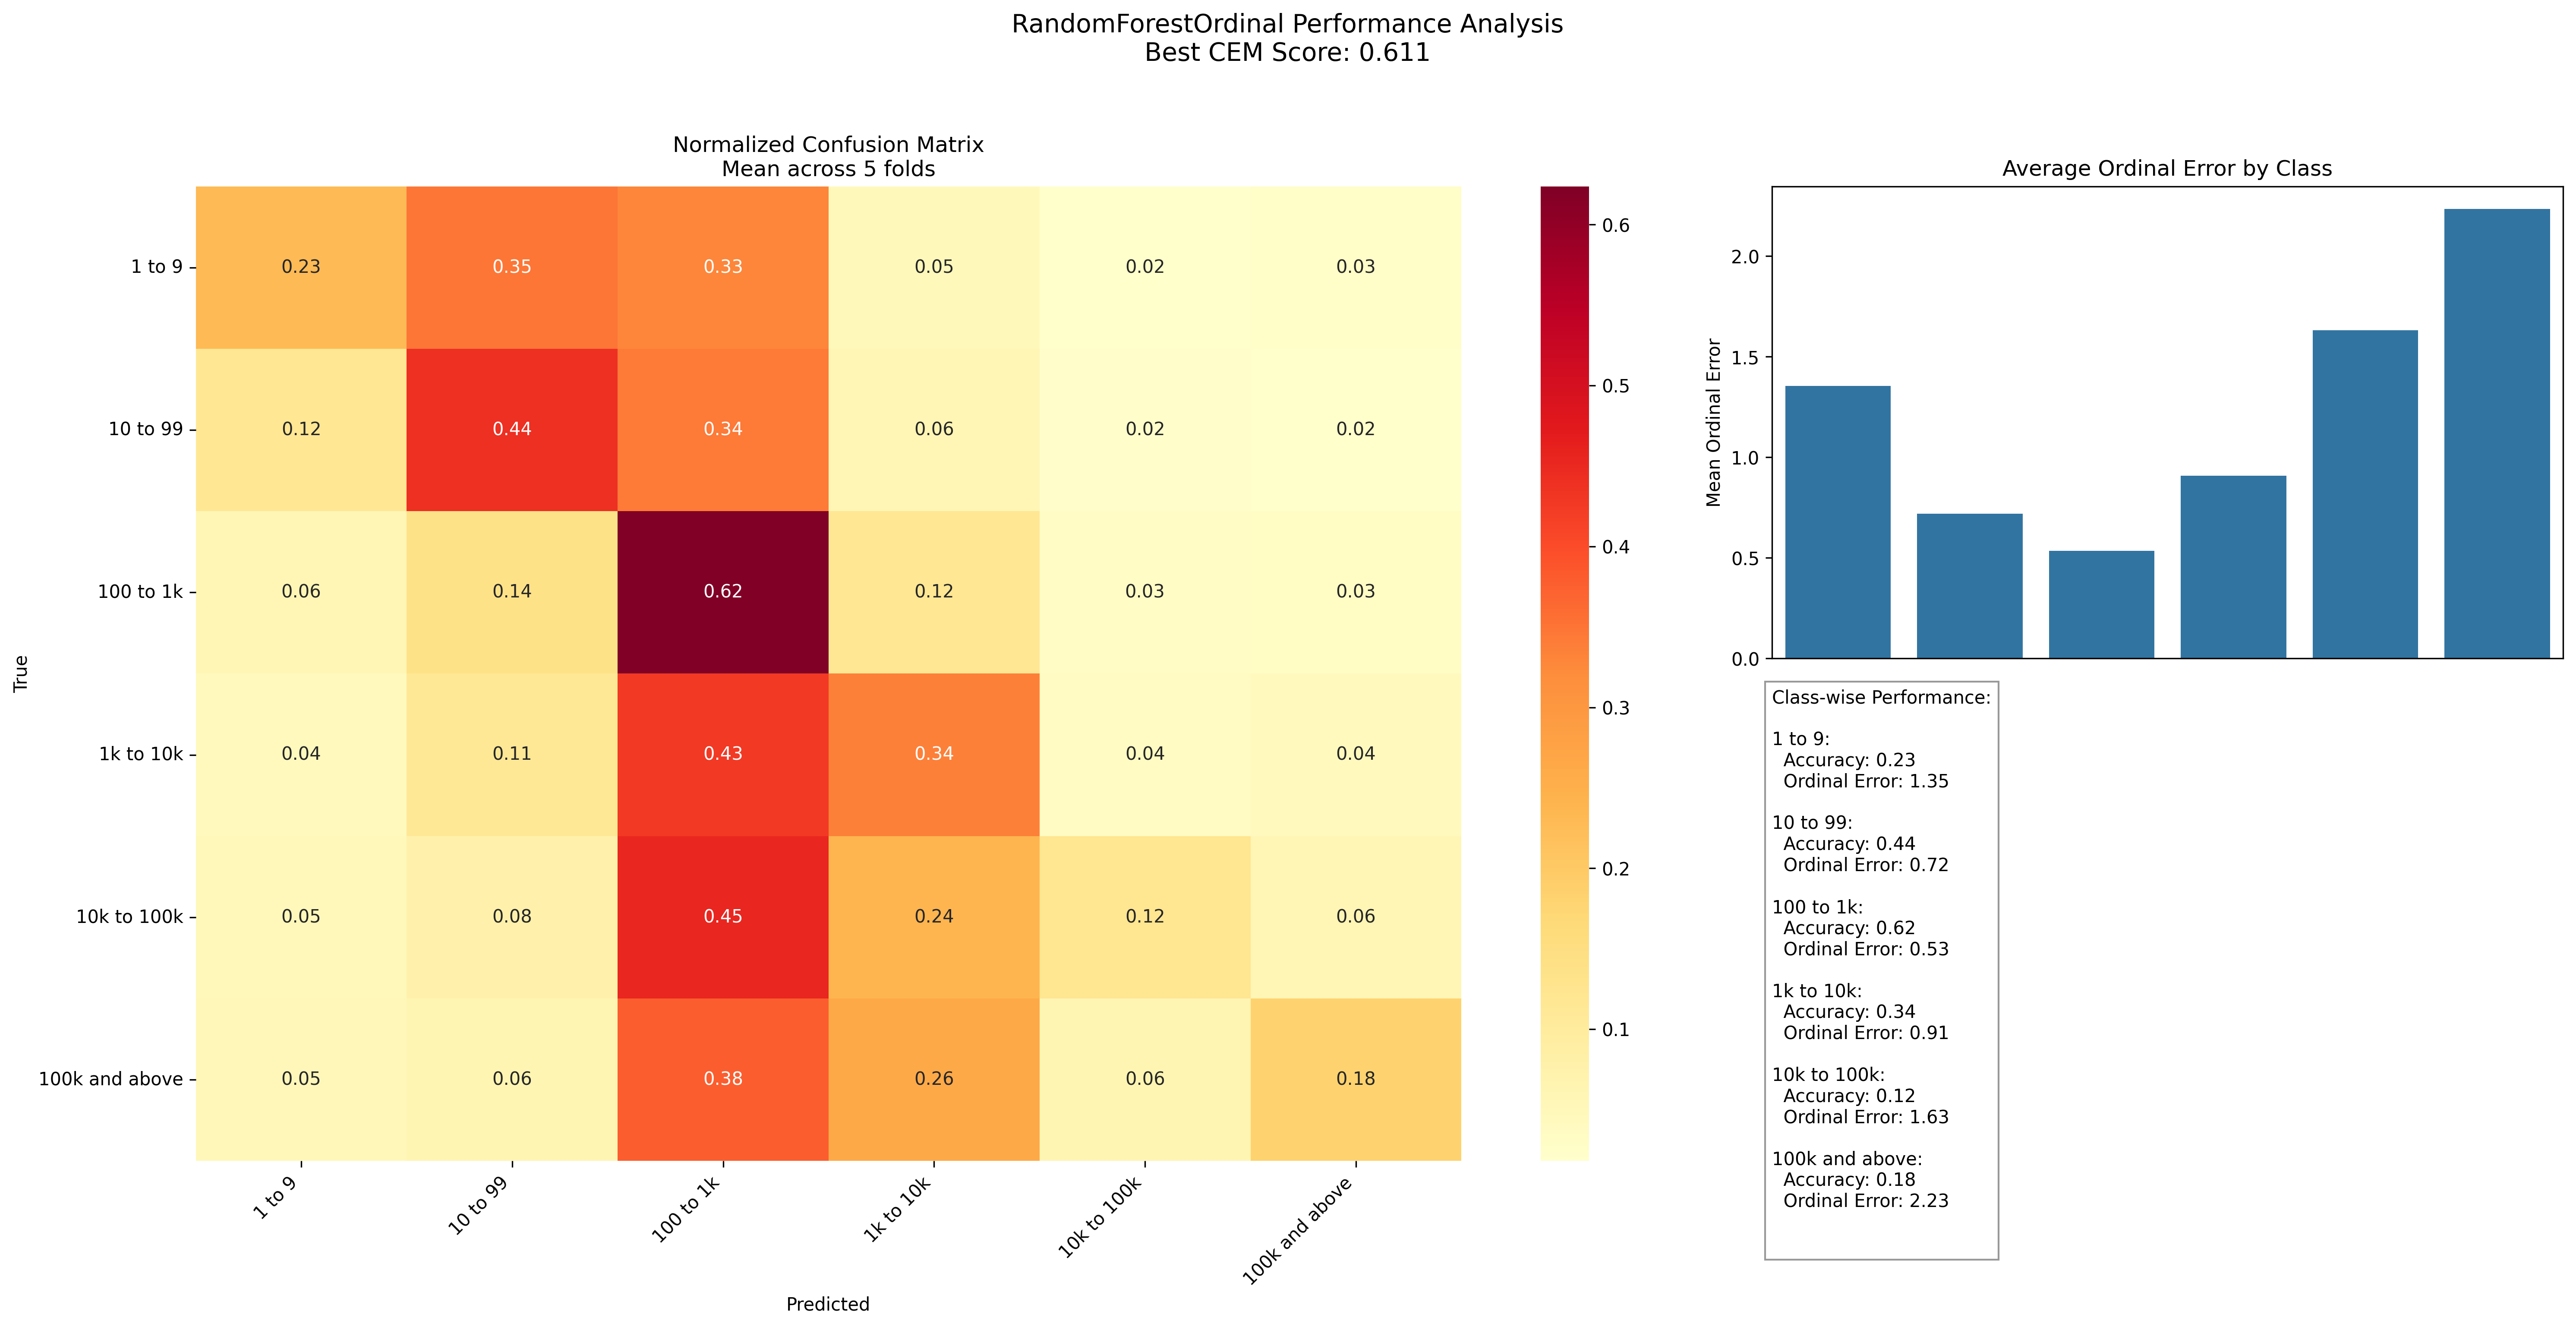 RandomForestOrdinal Performance Analysis
Best CEM Score: 0.611
Normalized Confusion Matrix
Mean across 5 folds
True
1 to 9 0.23 0.35 0.33 0.05 0.02 0.03
10 to 99 0.12 0.44 0.34 0.06 0.02 0.02
100 to 1k 0.06 0.14 0.62 0.12 0.03 0.03
1k to 10k 0.04 0.11 0.43 0.34 0.04 0.04
10k to 100k 0.05 0.08 0.45 0.24 0.12 0.06
100k and above 0.05 0.06 0.38 0.26 0.06 0.18
1 to 9 10 to 99 100 to 1k 1k to 10k 10k to 100k 100k and above
Predicted
0.6
0.5
0.4
0.3
0.2
0.1
Average Ordinal Error by Class
Mean Ordinal Error
2.0
1.5
1.0
0.5
0.0
Class-wise Performance:
1 to 9:
Accuracy: 0.23
Ordinal Error: 1.35
10 to 99:
Accuracy: 0.44
Ordinal Error: 0.72
100 to 1k:
Accuracy: 0.62
Ordinal Error: 0.53
1k to 10k:
Accuracy: 0.34
Ordinal Error: 0.91
10k to 100k:
Accuracy: 0.12
Ordinal Error: 1.63
100k and above:
Accuracy: 0.18
Ordinal Error: 2.23